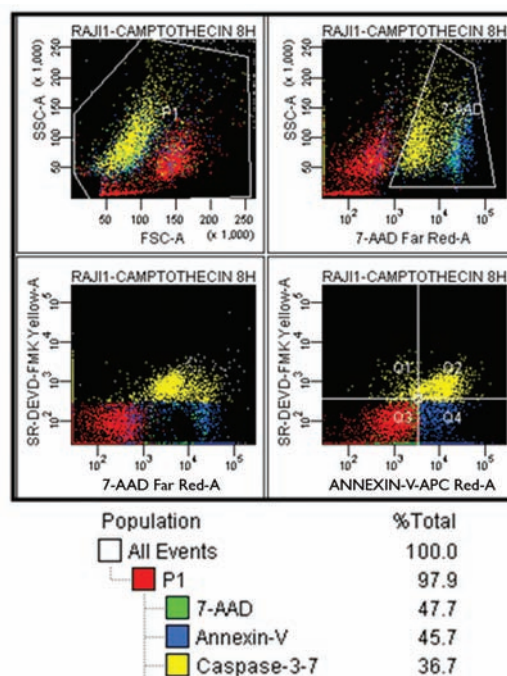 RAJI1-CAMPTOTHECIN 8H
SSC-A (x 1,000)
250
200
150
100
50
P1
50 100 150 200 250
FSC-A (x 1,000)
RAJI1-CAMPTOTHECIN 8H
SSC-A (x 1,000)
250
200
150
100
50
7-AAD
10² 10³ 10⁴ 10⁵
7-AAD Far Red-A
RAJI1-CAMPTOTHECIN 8H
SR-DEVD-FMK Yellow-A
10⁵
10⁴
10³
10²
10² 10³ 10⁴ 10⁵
7-AAD Far Red-A
RAJI1-CAMPTOTHECIN 8H
SR-DEVD-FMK Yellow-A
10⁵
10⁴
10³
10²
Q1 Q2
Q3 Q4
10² 10³ 10⁴ 10⁵
ANNEXIN-V-APC Red-A
Population %Total
All Events 100.0
P1 97.9
7-AAD 47.7
Annexin-V 45.7
Caspase-3-7 36.7